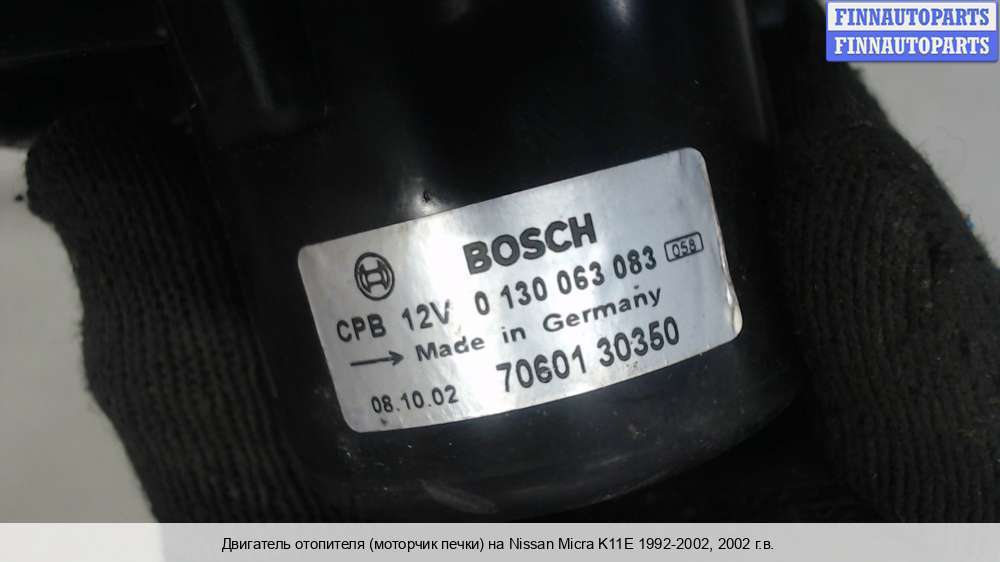 FINNAUTOPARTS
FINNAUTOPARTS
BOSCH
CPB 12V 0 130 063 083 058
→ Made in Germany
08.10.02 70601 30350
Двигатель отопителя (моторчик печки) на Nissan Micra K11E 1992-2002, 2002 г.в.